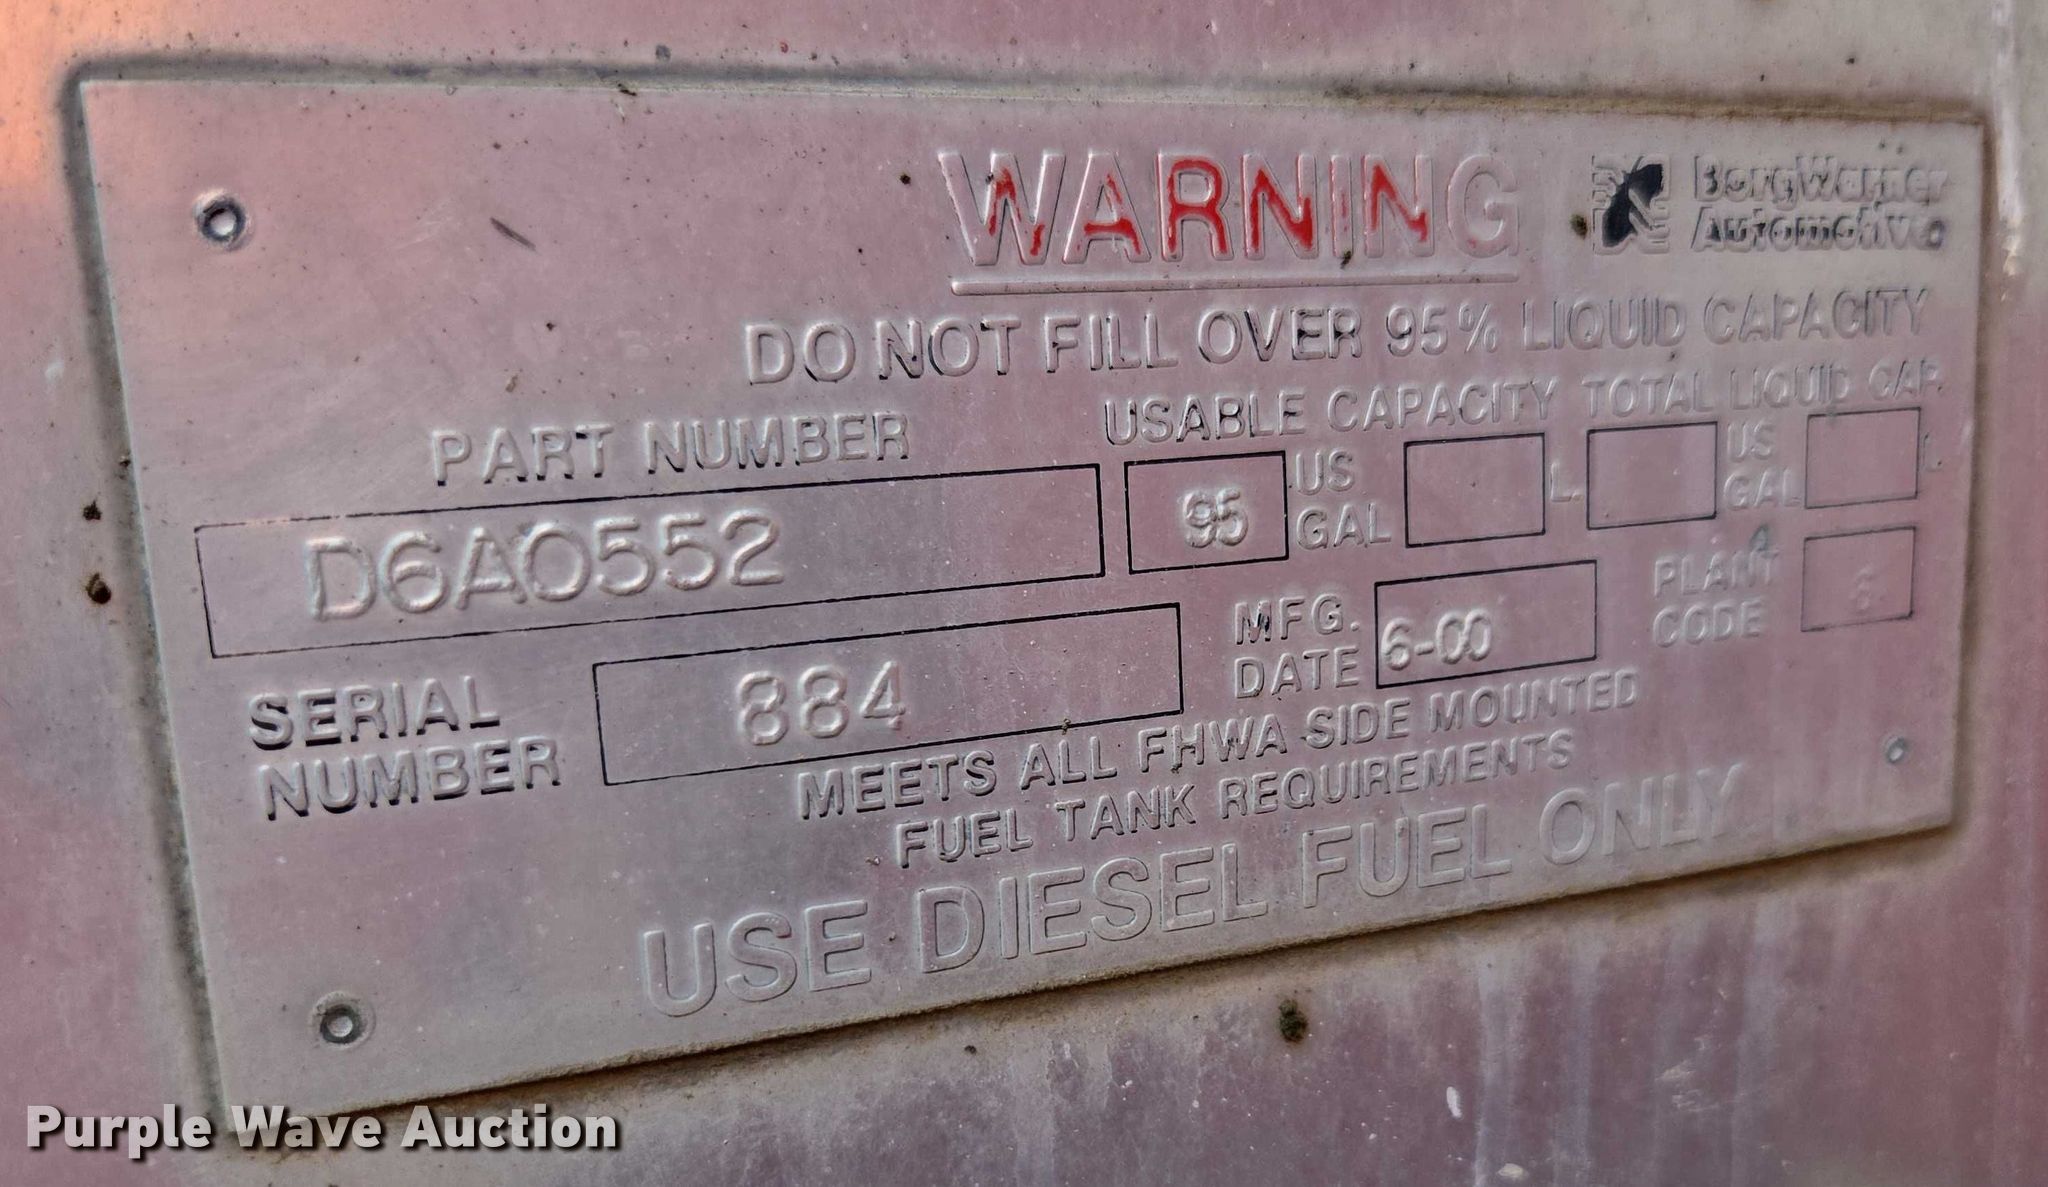 WARNING
BorgWarner
Automotive
DO NOT FILL OVER 95% LIQUID CAPACITY
PART NUMBER USABLE CAPACITY TOTAL LIQUID CAP.
D6A0552 95 US GAL L. US GAL L
SERIAL NUMBER 884 MFG. DATE 6-00 PLANT CODE 6
MEETS ALL FHWA SIDE MOUNTED
FUEL TANK REQUIREMENTS
USE DIESEL FUEL ONLY
Purple Wave Auction